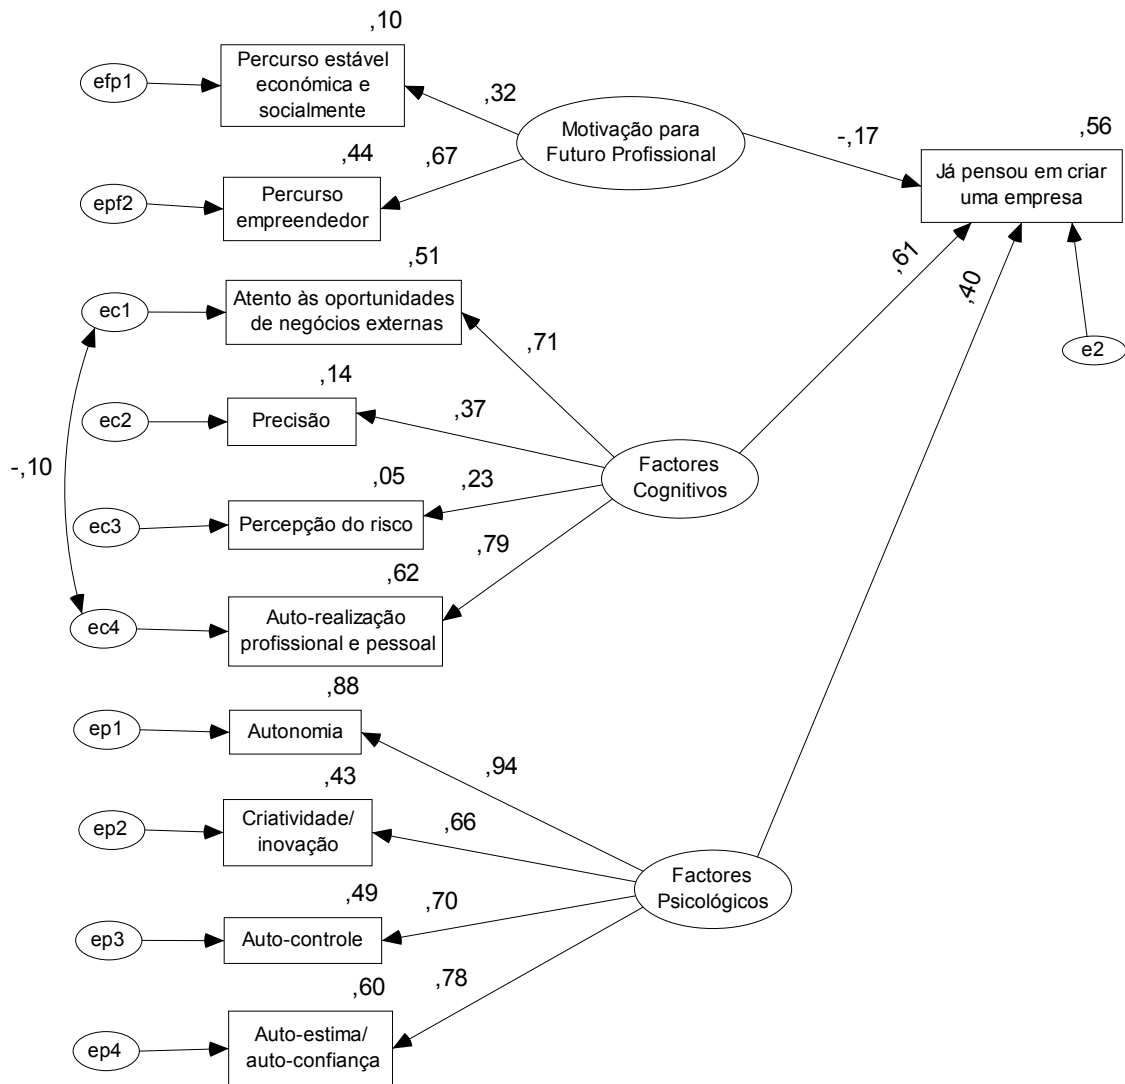 ,10
efp1
Percurso estável
económica e
socialmente
,32
Motivação para
Futuro Profissional
-,17
,56
Já pensou em criar
uma empresa
,44
,67
epf2
Percurso
empreendedor
,51
ec1
Atento às oportunidades
de negócios externas
,71
,61
,40
e2
,14
ec2
Precisão
,37
-,10
Factores
Cognitivos
,05
,23
ec3
Percepção do risco
,79
,62
ec4
Auto-realização
profissional e pessoal
,88
ep1
Autonomia
,94
,43
ep2
Criatividade/
inovação
,66
Factores
Psicológicos
,49
,70
ep3
Auto-controle
,78
,60
ep4
Auto-estima/
auto-confiança